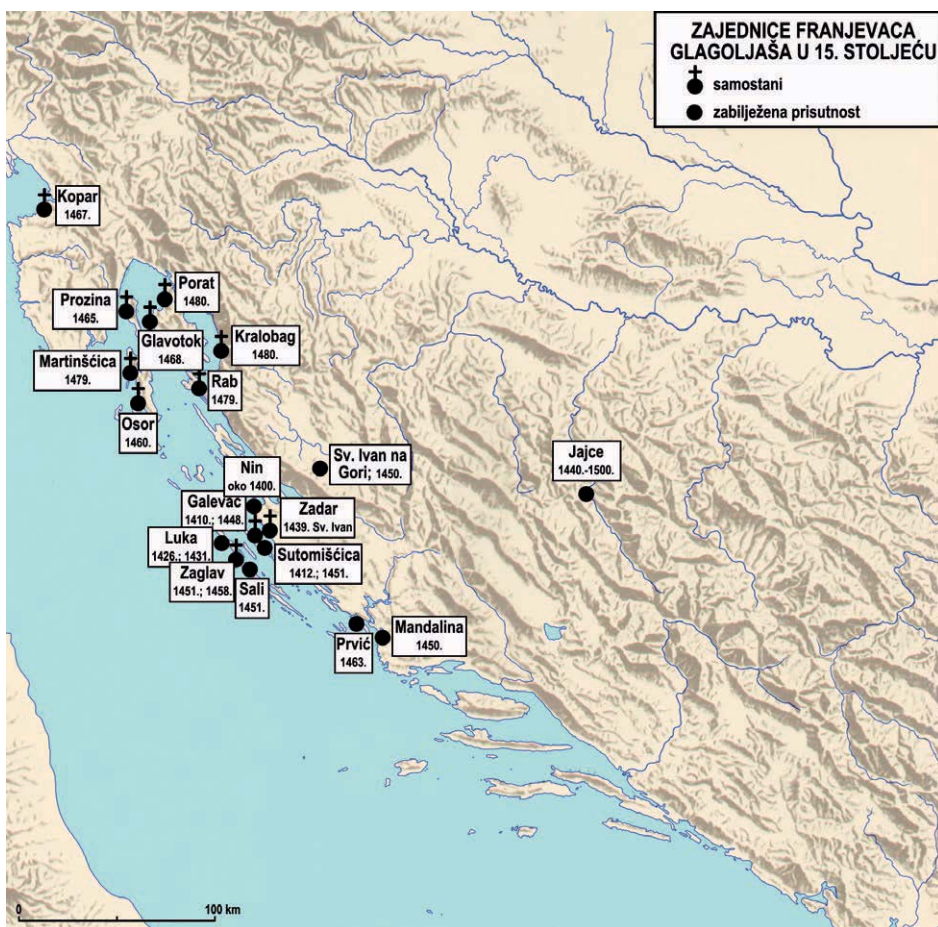 ZAJEDNICE FRANJEVACA
GLAGOLJAŠA U 15. STOLJEĆU
samostani
zabilježena prisutnost
Kopar
1467.
Porat
1480.
Prozina
1465.
Glavotok
1468.
Kralobag
1480.
Martinšćica
1479.
Rab
1479.
Osor
1460.
Sv. Ivan na
Gori; 1450.
Jajce
1440.-1500.
Nin
oko 1400.
Galevac
1410.; 1448.
Zadar
1439. Sv. Ivan
Luka
1426.; 1431.
Sutomišćica
1412.; 1451.
Zaglav
1451.; 1458.
Sali
1451.
Prvić
1463.
Mandalina
1450.
0 100 km